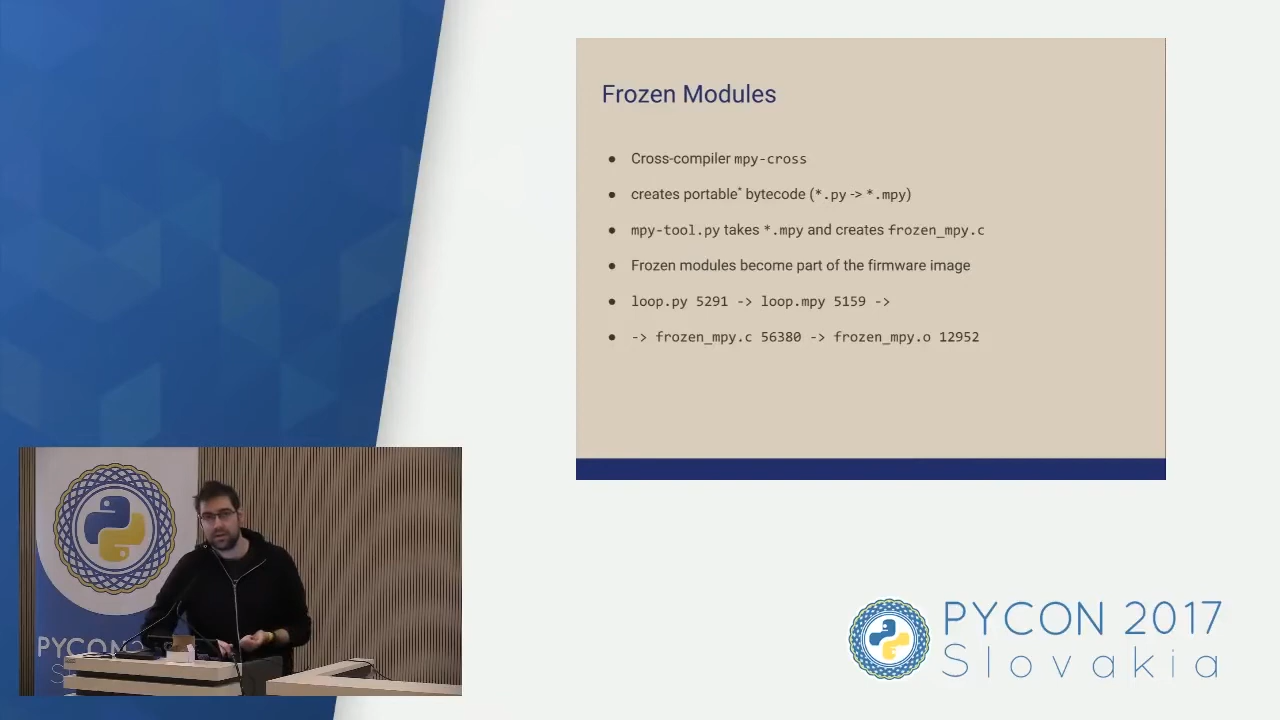 Frozen Modules
● Cross-compiler mpy-cross
● creates portable* bytecode (*.py -> *.mpy)
● mpy-tool.py takes *.mpy and creates frozen_mpy.c
● Frozen modules become part of the firmware image
● loop.py 5291 -> loop.mpy 5159 ->
● -> frozen_mpy.c 56380 -> frozen_mpy.o 12952
PYCON 2017
Slovakia
PYCON